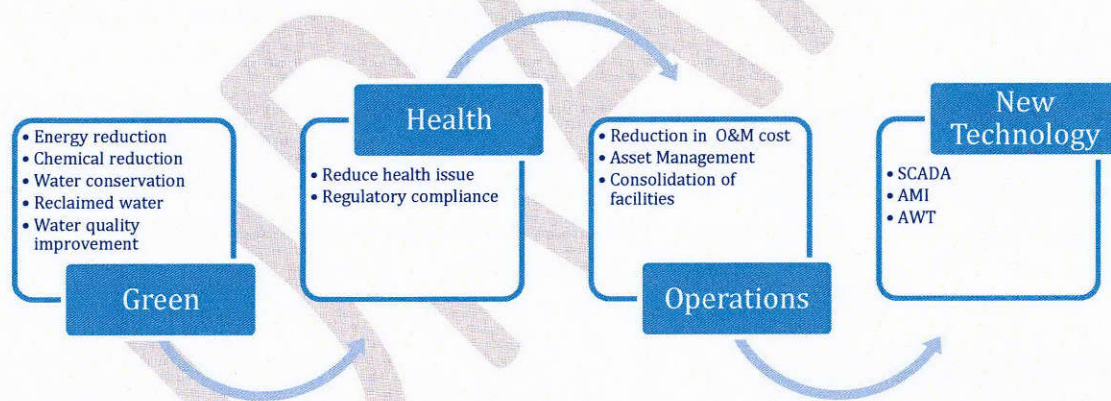 • Energy reduction
• Chemical reduction
• Water conservation
• Reclaimed water
• Water quality
improvement
Green
Health
• Reduce health issue
• Regulatory compliance
• Reduction in O&M cost
• Asset Management
• Consolidation of
facilities
Operations
New
Technology
• SCADA
• AMI
• AWT